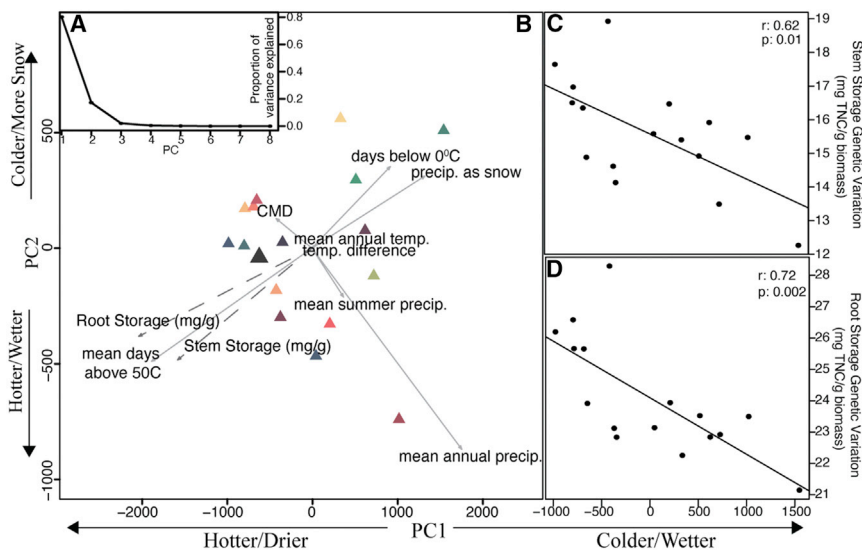 A
B
C
D
0.8
0.6
0.4
0.2
0.0
Proportion of
variance explained
1 2 3 4 5 6 7 8
PC
Colder/More Snow
Hotter/Wetter
PC2
500
0
−500
−1000
days below 0⁰C
precip. as snow
CMD
mean annual temp.
temp. difference
mean summer precip.
Root Storage (mg/g)
Stem Storage (mg/g)
mean days
above 50C
mean annual precip.
−2000 −1000 0 1000 2000
Hotter/Drier
PC1
Colder/Wetter
r: 0.62
p: 0.01
19
18
17
16
15
14
13
12
Stem Storage Genetic Variation
(mg TNC/g biomass)
r: 0.72
p: 0.002
28
27
26
25
24
23
22
21
Root Storage Genetic Variation
(mg TNC/g biomass)
−1000 −500 0 500 1000 1500